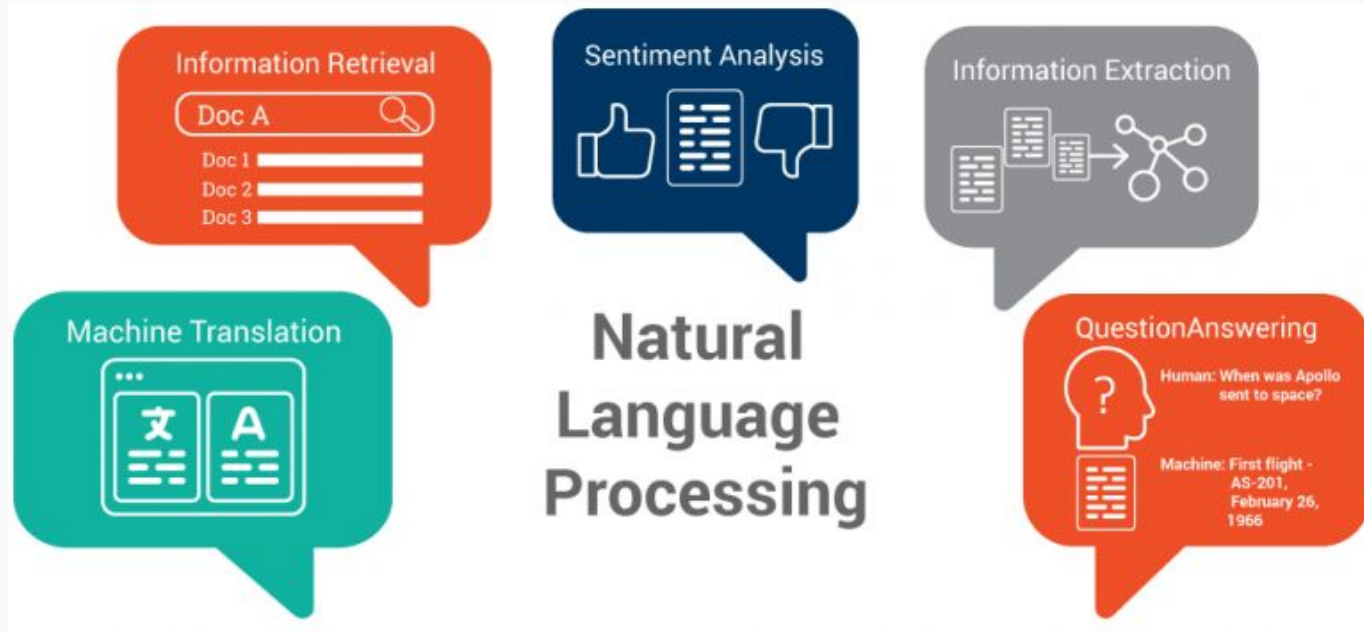 Information Retrieval
Doc A
Doc 1
Doc 2
Doc 3
Sentiment Analysis
Information Extraction
Machine Translation
文
A
Natural
Language
Processing
QuestionAnswering
?
Human: When was Apollo
sent to space?
Machine: First flight -
AS-201,
February 26,
1966